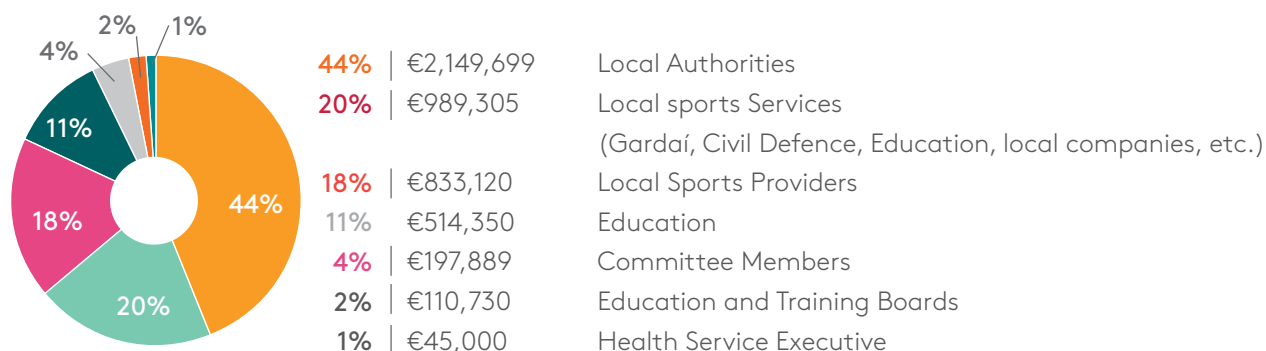 2%
1%
4%
11%
18%
20%
44%
44% €2,149,699 Local Authorities
20% €989,305 Local sports Services
(Gardaí, Civil Defence, Education, local companies, etc.)
18% €833,120 Local Sports Providers
11% €514,350 Education
4% €197,889 Committee Members
2% €110,730 Education and Training Boards
1% €45,000 Health Service Executive